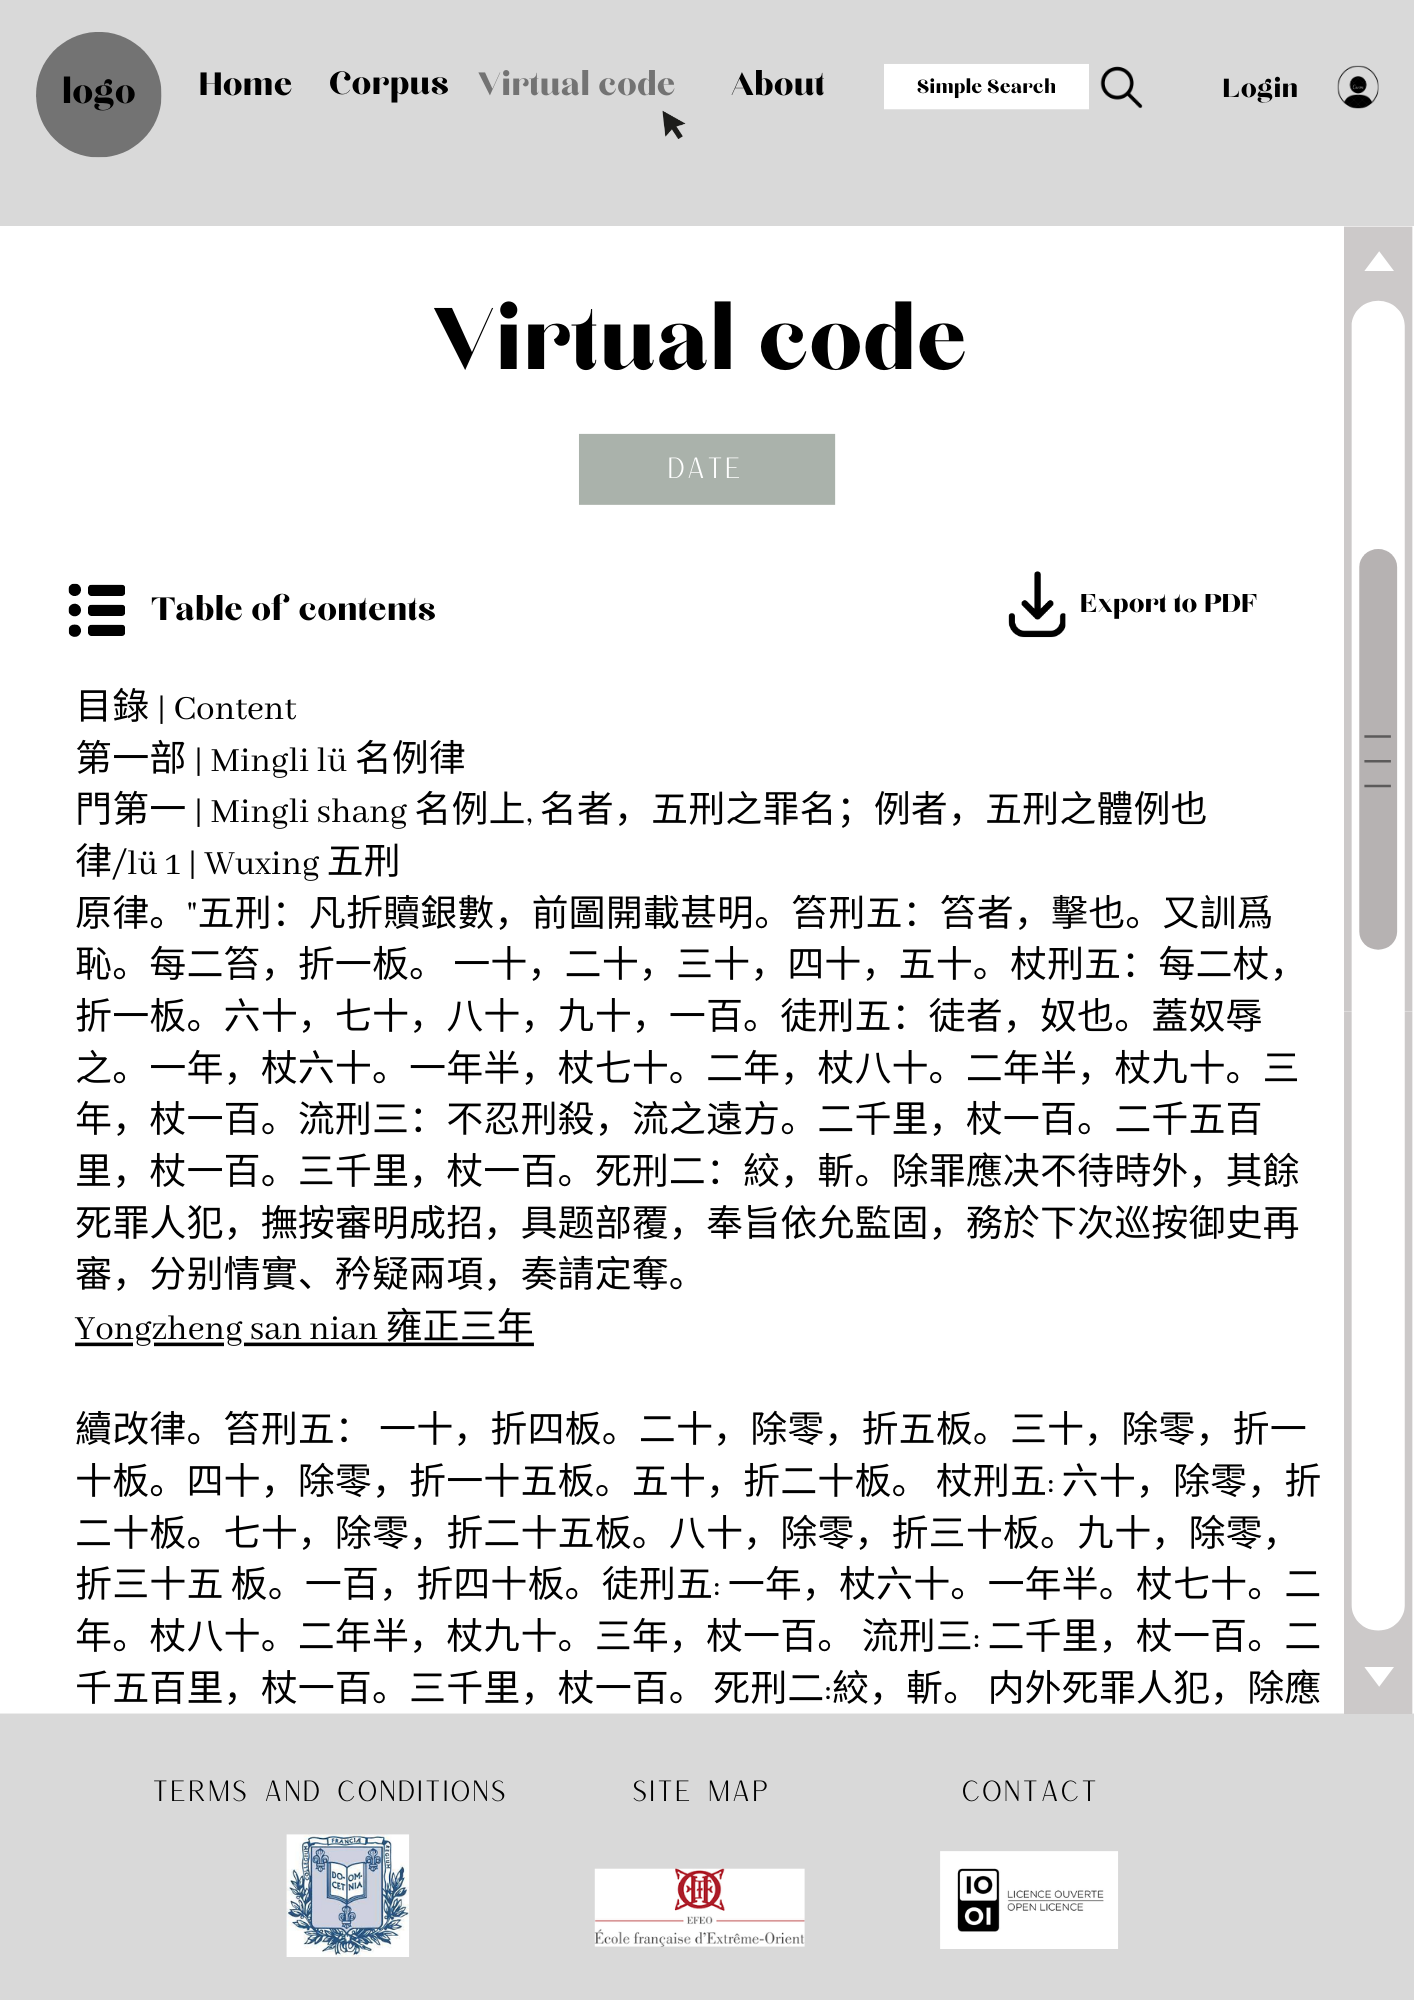 logo
Home Corpus Virtual code About Simple Search Login
Virtual code
DATE
Table of contents
Export to PDF
目錄 | Content
第一部 | Mingli lü 名例律
門第一 | Mingli shang 名例上, 名者，五刑之罪名；例者，五刑之體例也
律/lü 1 | Wuxing 五刑
原律。"五刑：凡折贖銀數，前圖開載甚明。笞刑五：笞者，擊也。又訓爲
恥。每二笞，折一板。 一十，二十，三十，四十，五十。杖刑五：每二杖，
折一板。六十，七十，八十，九十，一百。徒刑五：徒者，奴也。蓋奴辱
之。一年，杖六十。一年半，杖七十。二年，杖八十。二年半，杖九十。三
年，杖一百。流刑三：不忍刑殺，流之遠方。二千里，杖一百。二千五百
里，杖一百。三千里，杖一百。死刑二：絞，斬。除罪應决不待時外，其餘
死罪人犯，撫按審明成招，具题部覆，奉旨依允監固，務於下次巡按御史再
審，分别情實、矜疑兩項，奏請定奪。
Yongzheng san nian 雍正三年
續改律。笞刑五： 一十，折四板。二十，除零，折五板。三十，除零，折一
十板。四十，除零，折一十五板。五十，折二十板。 杖刑五: 六十，除零，折
二十板。七十，除零，折二十五板。八十，除零，折三十板。九十，除零，
折三十五 板。一百，折四十板。徒刑五: 一年，杖六十。一年半。杖七十。二
年。杖八十。二年半，杖九十。三年，杖一百。 流刑三: 二千里，杖一百。二
千五百里，杖一百。三千里，杖一百。 死刑二:絞，斬。 内外死罪人犯，除應
TERMS AND CONDITIONS
SITE MAP
CONTACT
FRANCIÆ
COLLEGIUM
REGIUM
DO- OM-
CET NIA
EFEO
École française d'Extrême-Orient
IO
OI
LICENCE OUVERTE
OPEN LICENCE